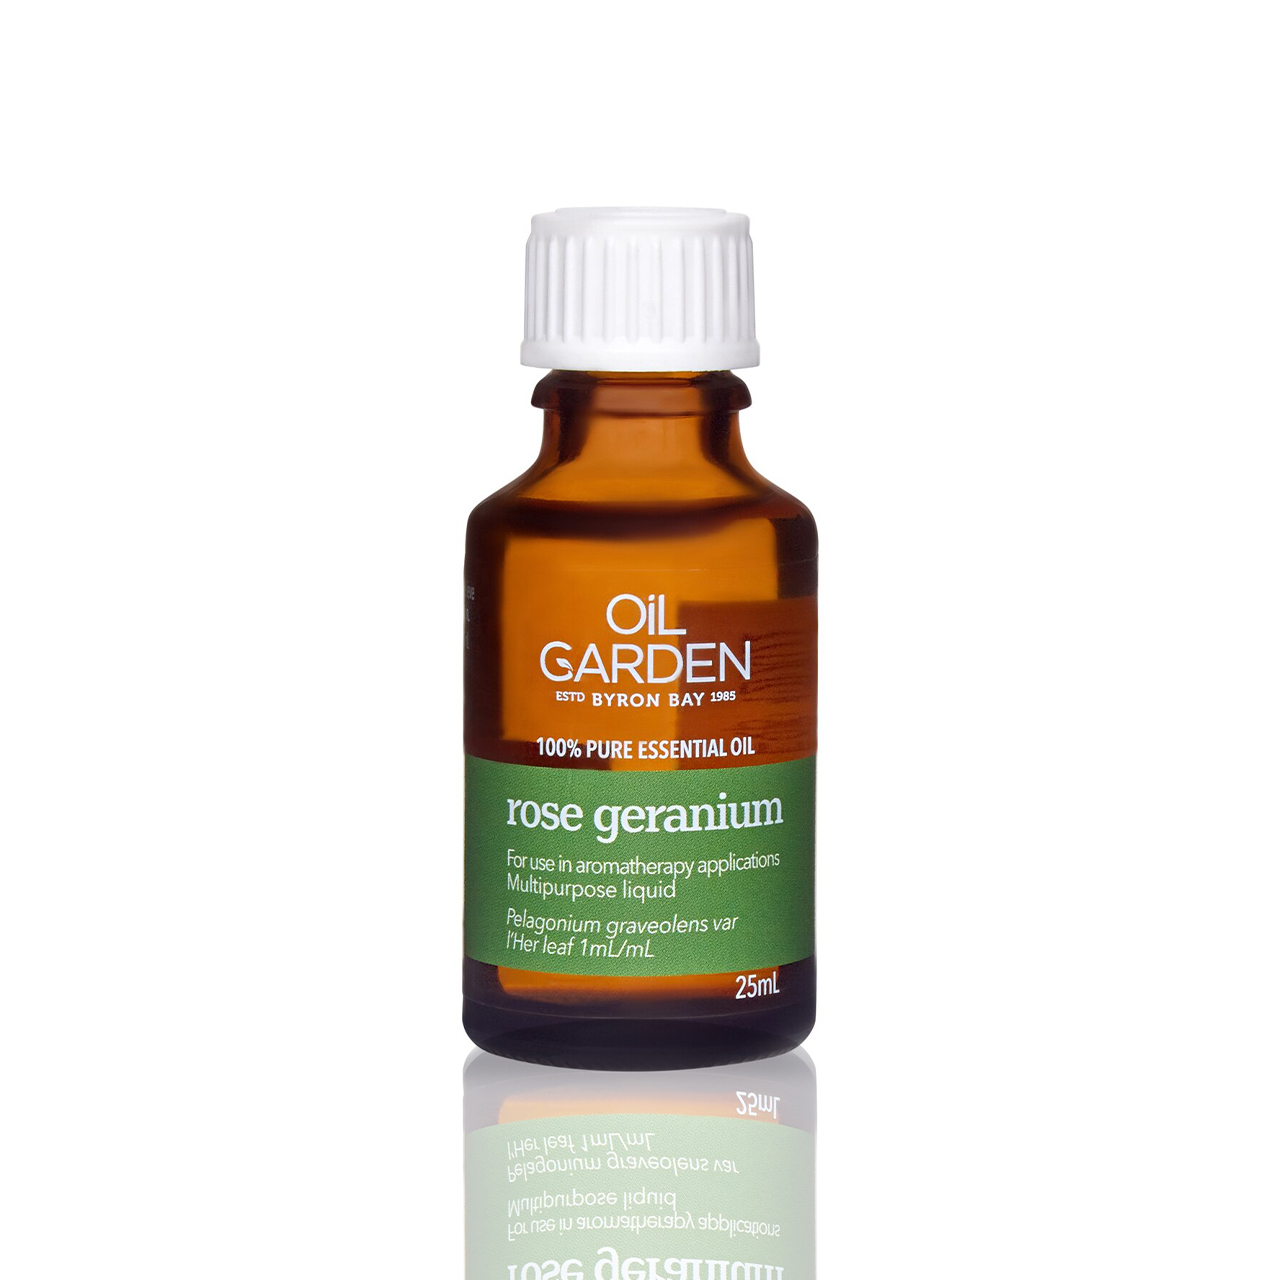 OiL
GARDEN
ESTD BYRON BAY 1985
100% PURE ESSENTIAL OIL
rose geranium
For use in aromatherapy applications
Multipurpose liquid
Pelagonium graveolens var
l'Her leaf 1mL/mL
25mL